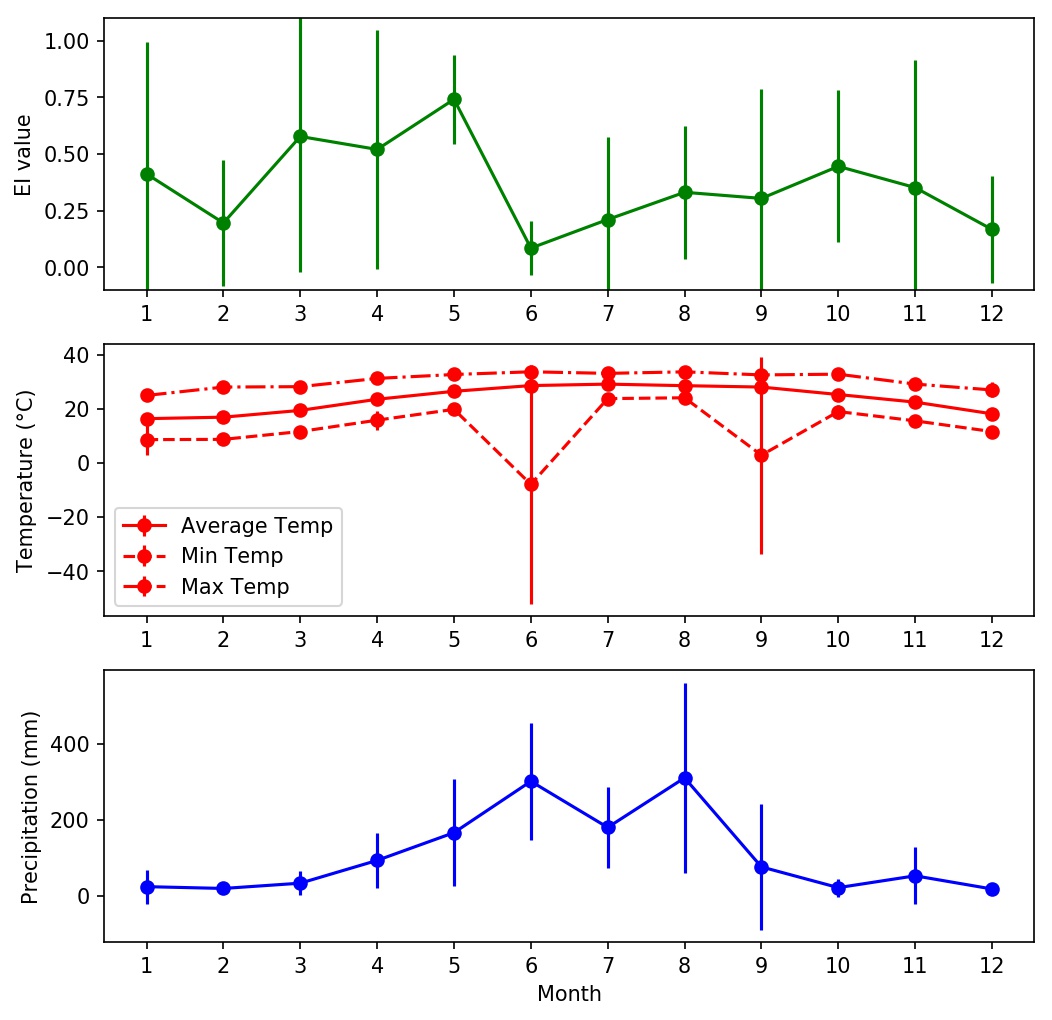 1.00
0.75
0.50
0.25
0.00
EI value
1 2 3 4 5 6 7 8 9 10 11 12
40
20
0
−20
−40
Temperature (°C)
Average Temp
Min Temp
Max Temp
1 2 3 4 5 6 7 8 9 10 11 12
400
200
0
Precipitation (mm)
1 2 3 4 5 6 7 8 9 10 11 12
Month